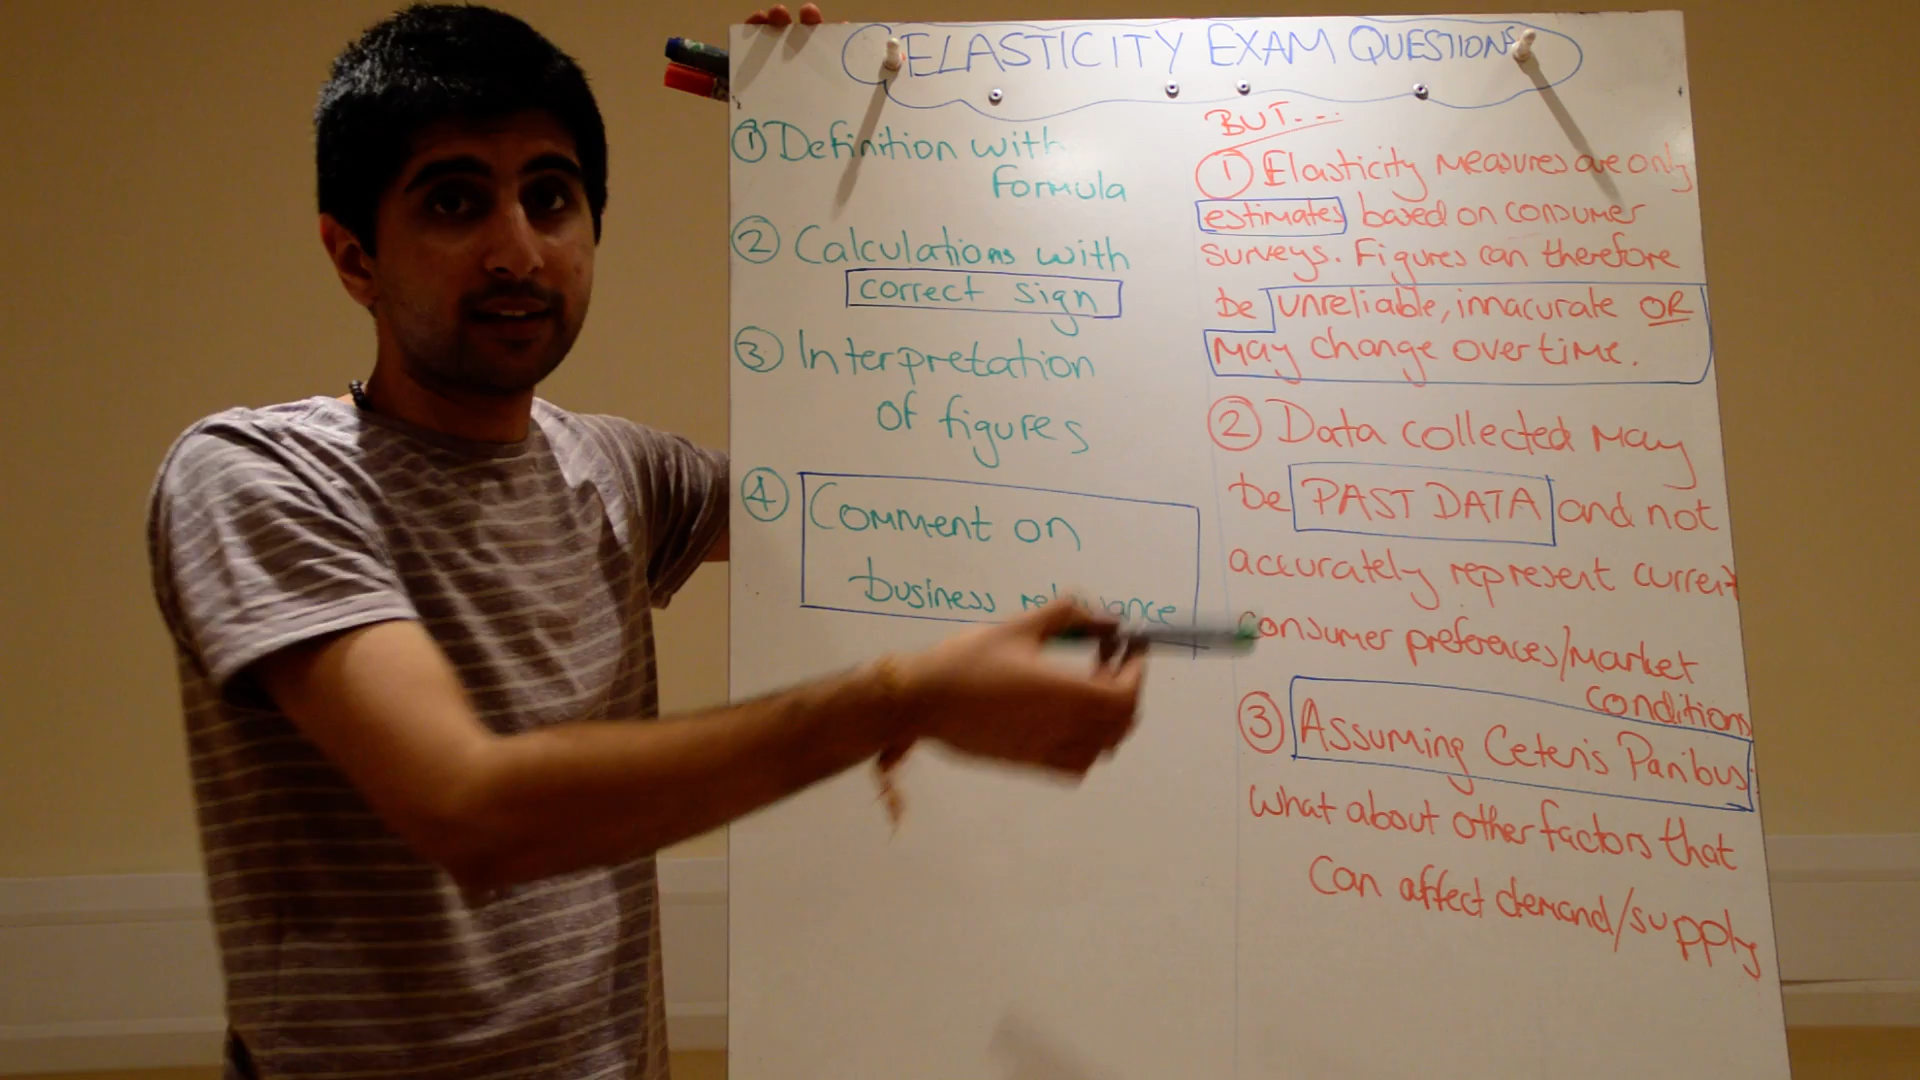 ELASTICITY EXAM QUESTIONS
① Definition with
formula
② Calculations with
correct sign
③ Interpretation
of figures
④ Comment on
business relevance
BUT...
① Elasticity measures are only
estimates based on consumer
surveys. Figures can therefore
be unreliable, innacurate OR
may change over time.
② Data collected may
be PAST DATA and not
accurately represent current
consumer preferences/market
conditions
③ Assuming Ceteris Paribus.
What about other factors that
can affect demand/supply